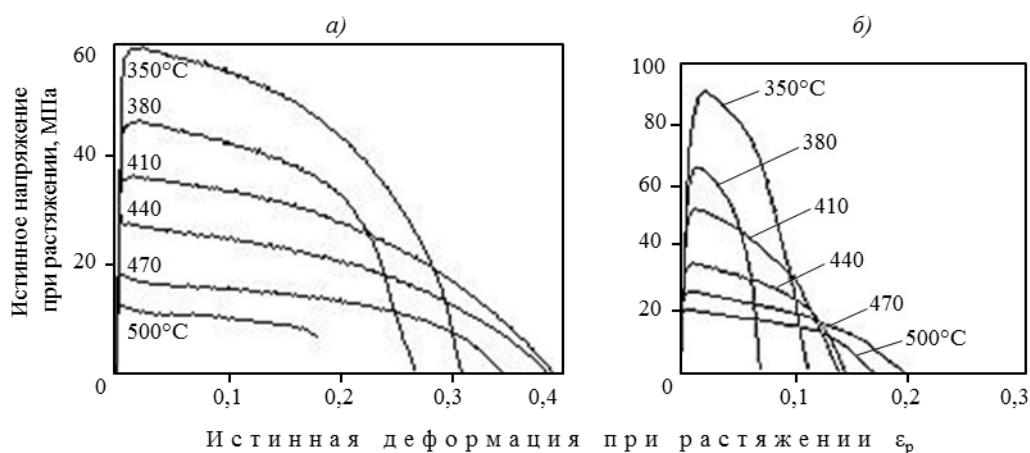 а)
60
40
20
0
0,1
0,2
0,3
0,4
350°C
380
410
440
470
500°C
Истинное напряжение
при растяжении, МПа
б)
100
80
60
40
20
0
0,1
0,2
0,3
350°C
380
410
440
470
500°C
Истинная деформация при растяжении εр